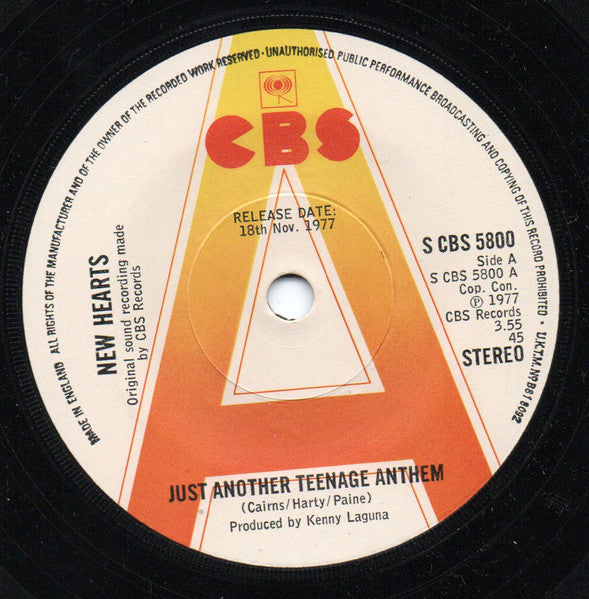 MADE IN ENGLAND · ALL RIGHTS OF THE MANUFACTURER AND OF THE OWNER OF THE RECORDED WORK RESERVED · UNAUTHORISED PUBLIC PERFORMANCE BROADCASTING AND COPYING OF THIS RECORD PROHIBITED · U.K.T.M. Nº B818092
CBS
RELEASE DATE:
18th Nov. 1977
NEW HEARTS
Original sound recording made
by CBS Records
S CBS 5800
Side A
S CBS 5800 A
Cop. Con.
℗ 1977
CBS Records
3.55
45
STEREO
JUST ANOTHER TEENAGE ANTHEM
(Cairns/Harty/Paine)
Produced by Kenny Laguna